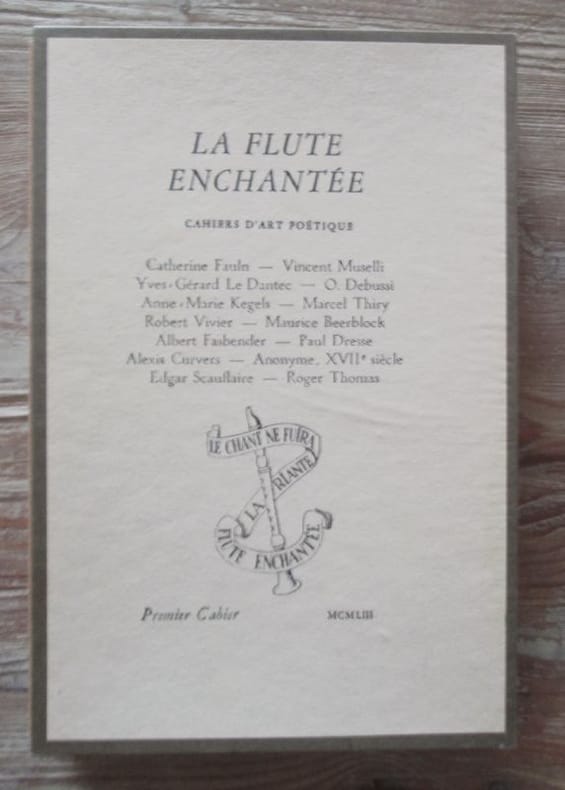 LA FLUTE
ENCHANTÉE
CAHIERS D'ART POÉTIQUE
Catherine Fauln — Vincent Muselli
Yves-Gérard Le Dantec — O. Debussi
Anne-Marie Kegels — Marcel Thiry
Robert Vivier — Maurice Beerblock
Albert Fasbender — Paul Dresse
Alexis Curvers — Anonyme, XVIIe siècle
Edgar Scauflaire — Roger Thomas
LE CHANT NE FUIRA
LA RIANTE
FLUTE ENCHANTÉE
Premier Cahier MCMLIII